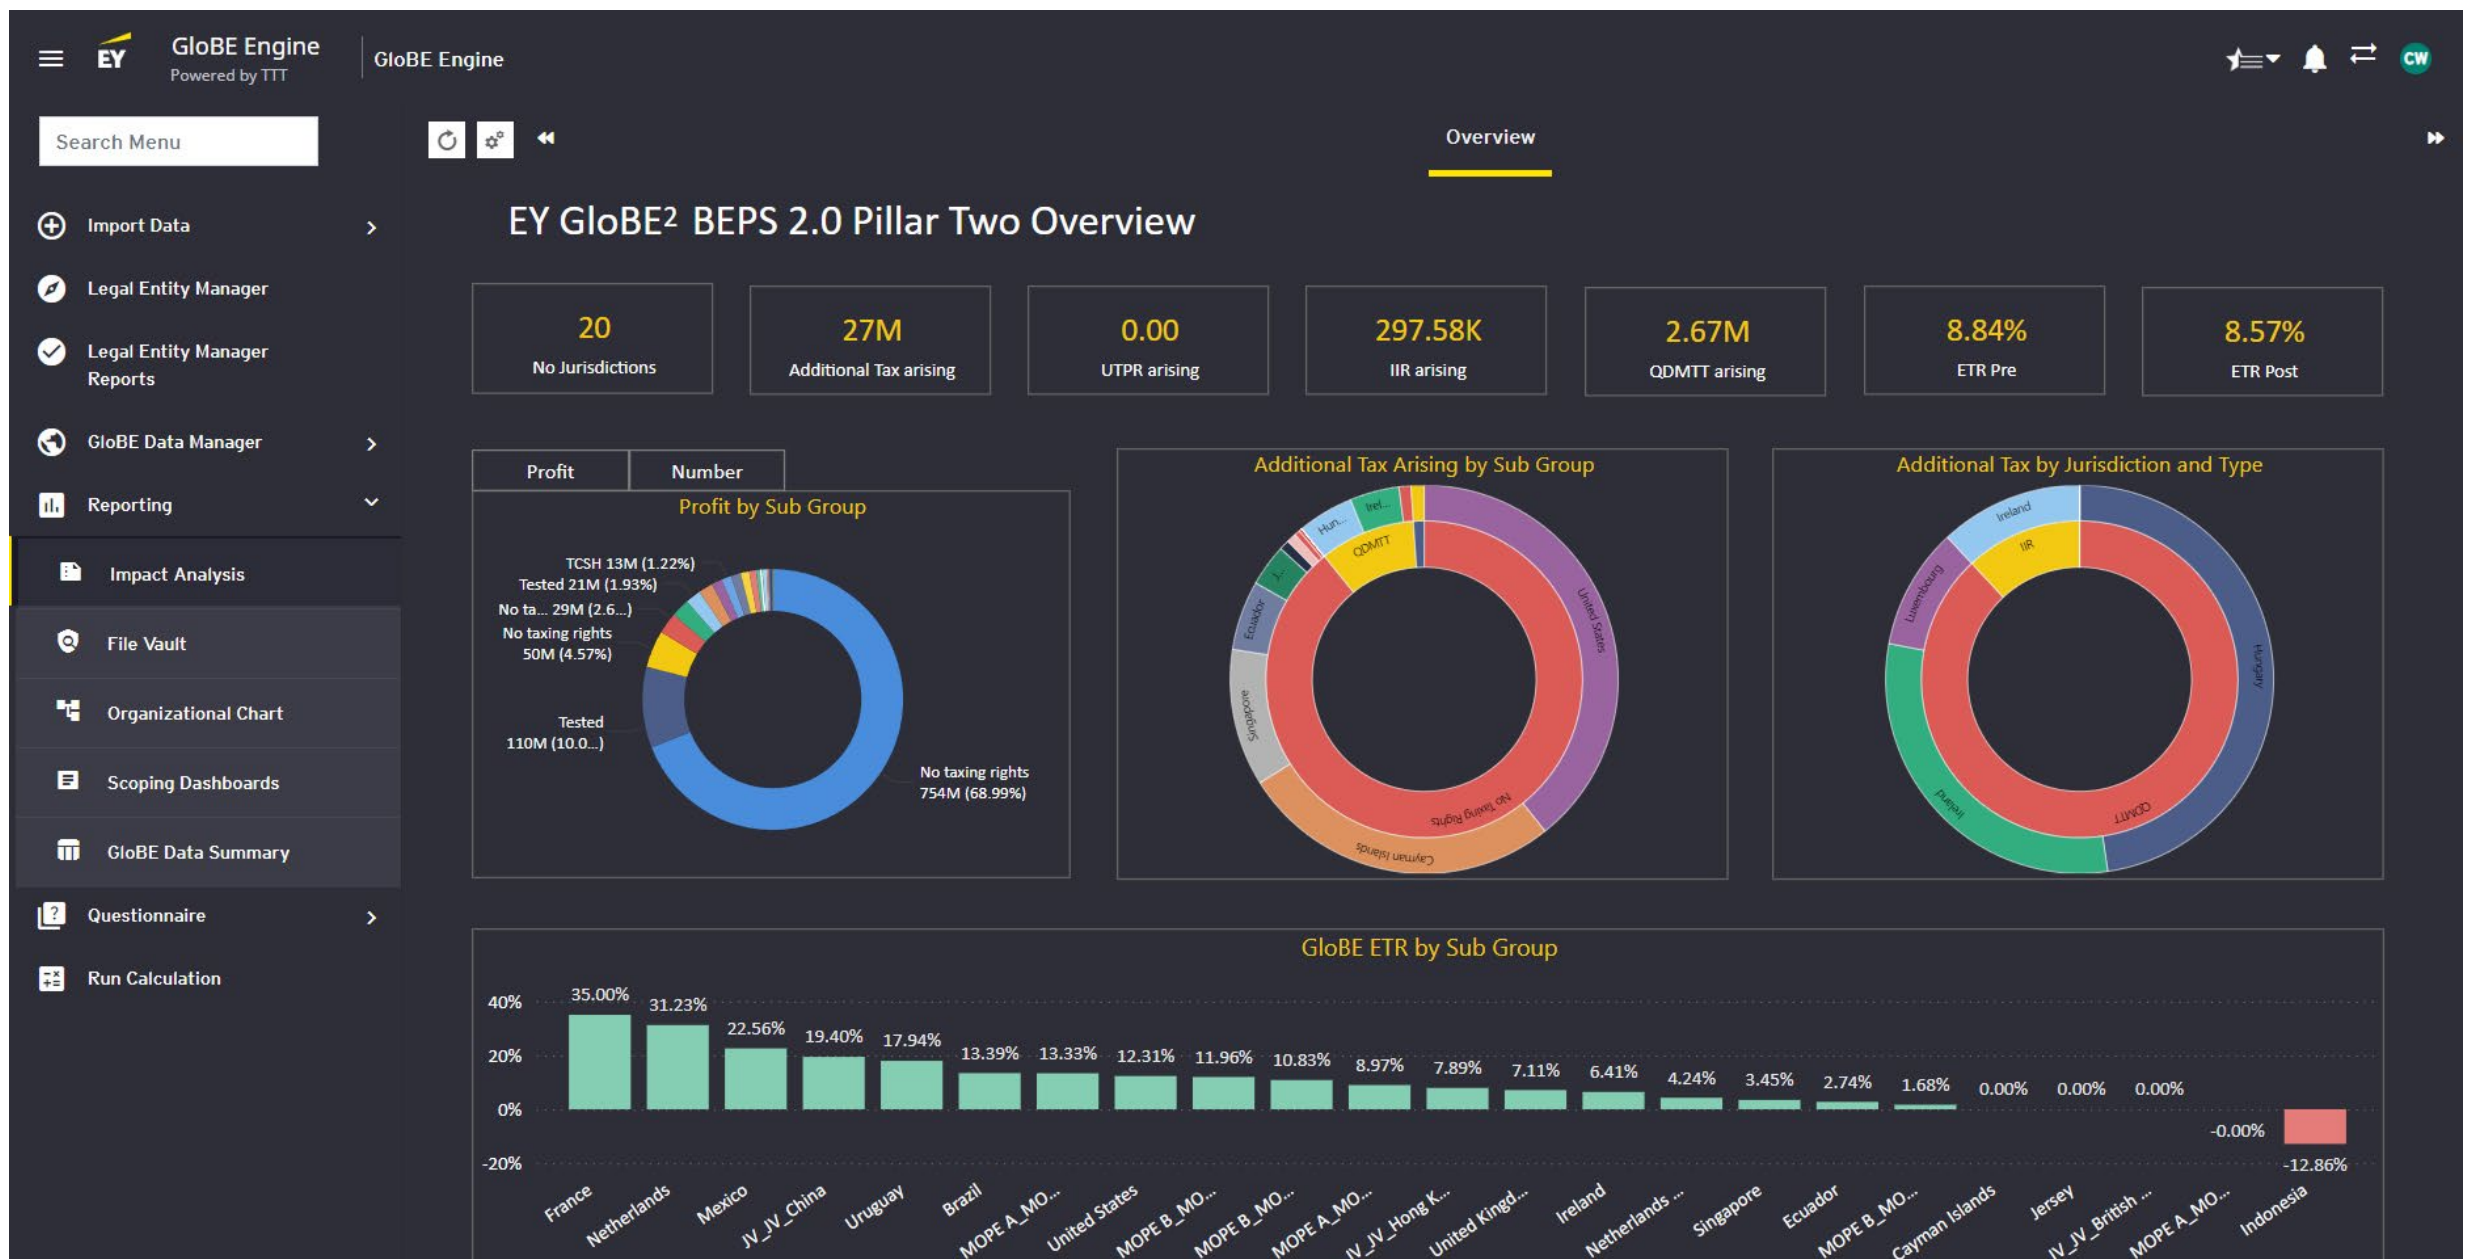 EY
GloBE Engine
Powered by TTT
GloBE Engine
CW
Search Menu
Import Data
Legal Entity Manager
Legal Entity Manager
Reports
GloBE Data Manager
Reporting
Impact Analysis
File Vault
Organizational Chart
Scoping Dashboards
GloBE Data Summary
Questionnaire
Run Calculation
Overview
EY GloBE² BEPS 2.0 Pillar Two Overview
20
No Jurisdictions
27M
Additional Tax arising
0.00
UTPR arising
297.58K
IIR arising
2.67M
QDMTT arising
8.84%
ETR Pre
8.57%
ETR Post
Profit
Number
Profit by Sub Group
TCSH 13M (1.22%)
Tested 21M (1.93%)
No ta... 29M (2.6...)
No taxing rights
50M (4.57%)
Tested
110M (10.0...)
No taxing rights
754M (68.99%)
Additional Tax Arising by Sub Group
Hun...
Irel...
QDMTT
J...
Ecuador
Singapore
Cayman Islands
No Taxing Rights
United States
Additional Tax by Jurisdiction and Type
Ireland
IIR
Luxembourg
Hungary
Ireland
QDMTT
GloBE ETR by Sub Group
40%
20%
0%
-20%
35.00%
31.23%
22.56%
19.40%
17.94%
13.39%
13.33%
12.31%
11.96%
10.83%
8.97%
7.89%
7.11%
6.41%
4.24%
3.45%
2.74%
1.68%
0.00%
0.00%
0.00%
-0.00%
-12.86%
France
Netherlands
Mexico
JV_JV_China
Uruguay
Brazil
MOPE A_MO...
United States
MOPE B_MO...
MOPE B_MO...
MOPE A_MO...
JV_JV_Hong K...
United Kingd...
Ireland
Netherlands ...
Singapore
Ecuador
MOPE B_MO...
Cayman Islands
Jersey
JV_JV_British ...
MOPE A_MO...
Indonesia